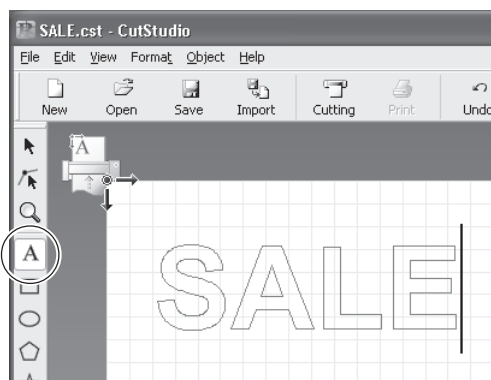 SALE.cst - CutStudio
File Edit View Format Object Help
New Open Save Import Cutting Print Undo
A
A
SALE